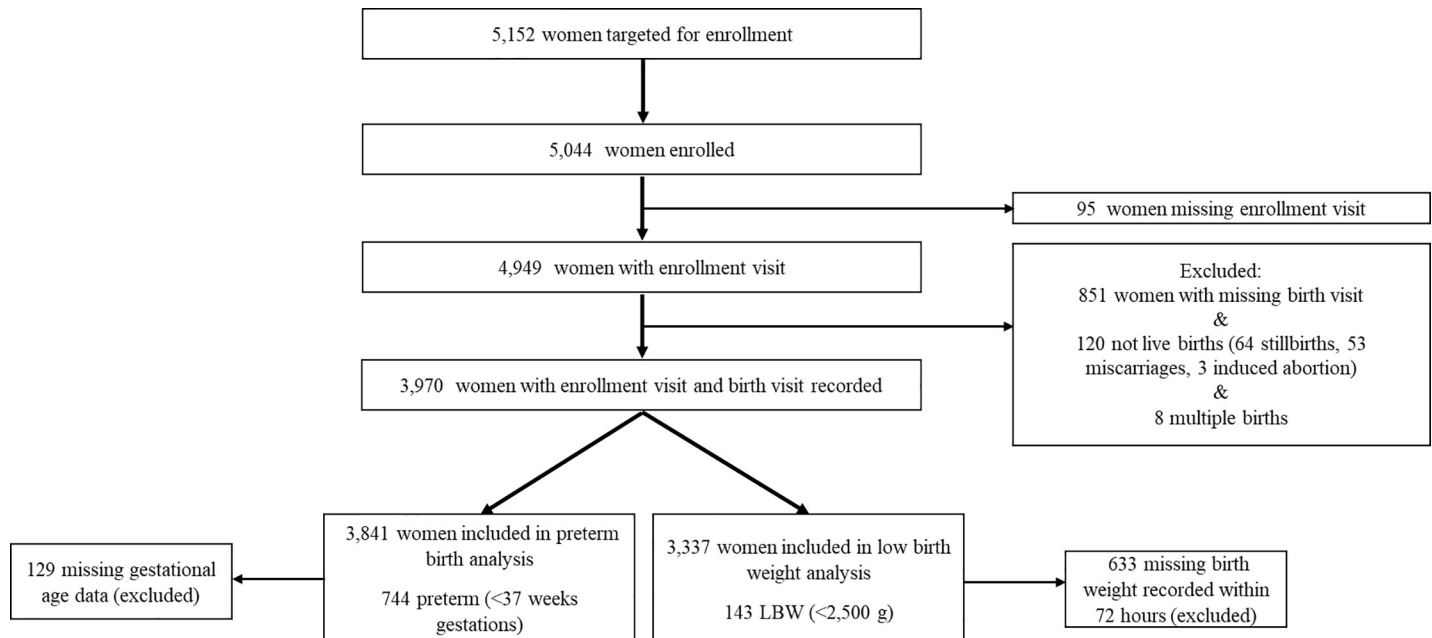 5,152 women targeted for enrollment
5,044 women enrolled
95 women missing enrollment visit
4,949 women with enrollment visit
Excluded:
851 women with missing birth visit
&
120 not live births (64 stillbirths, 53
miscarriages, 3 induced abortion)
&
8 multiple births
3,970 women with enrollment visit and birth visit recorded
129 missing gestational
age data (excluded)
3,841 women included in preterm
birth analysis
744 preterm (<37 weeks
gestations)
3,337 women included in low birth
weight analysis
143 LBW (<2,500 g)
633 missing birth
weight recorded within
72 hours (excluded)